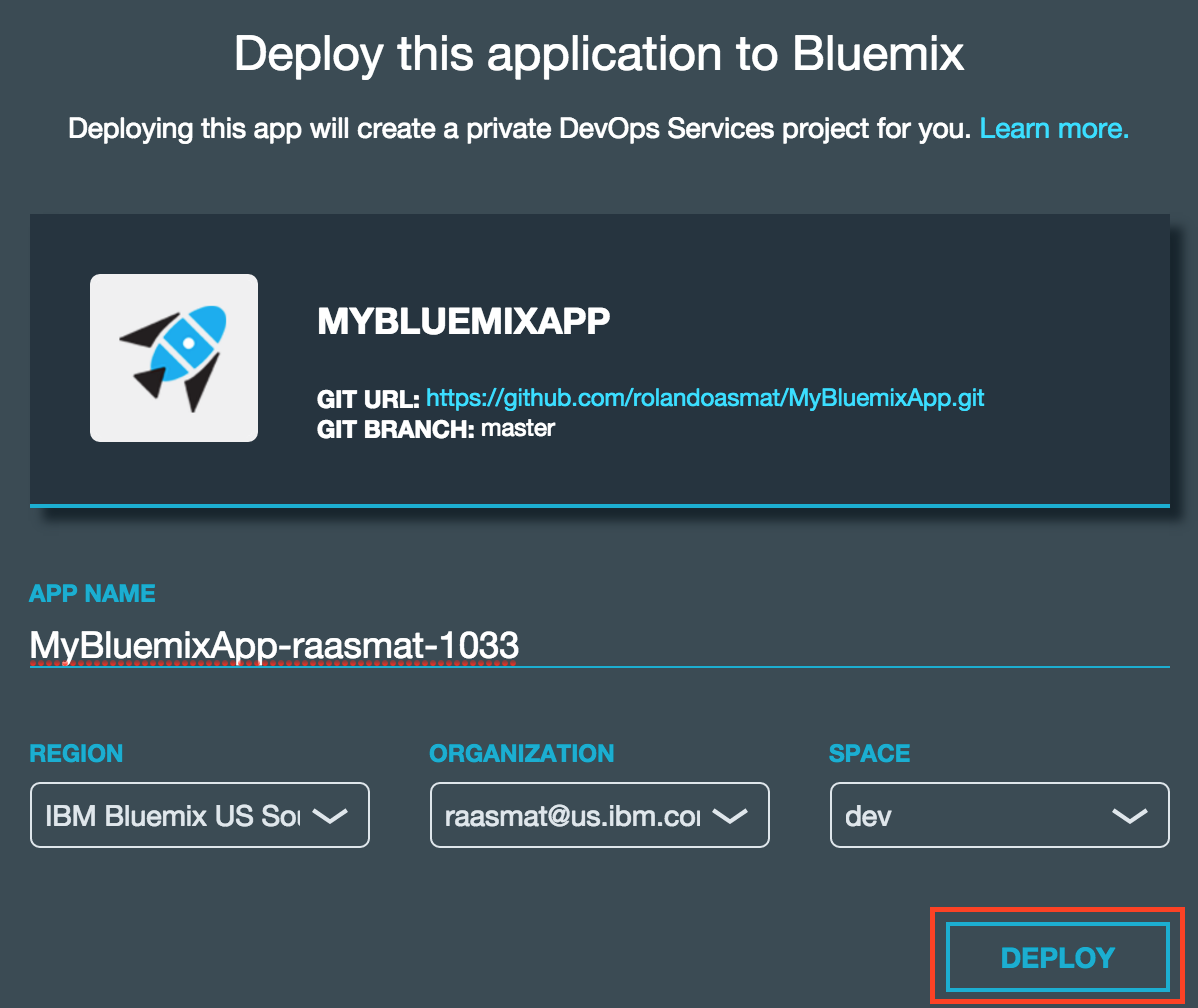 Deploy this application to Bluemix
Deploying this app will create a private DevOps Services project for you. Learn more.
MYBLUEMIXAPP
GIT URL: https://github.com/rolandoasmat/MyBluemixApp.git
GIT BRANCH: master
APP NAME
MyBluemixApp-raasmat-1033
REGION ORGANIZATION SPACE
IBM Bluemix US Sou raasmat@us.ibm.com dev
DEPLOY